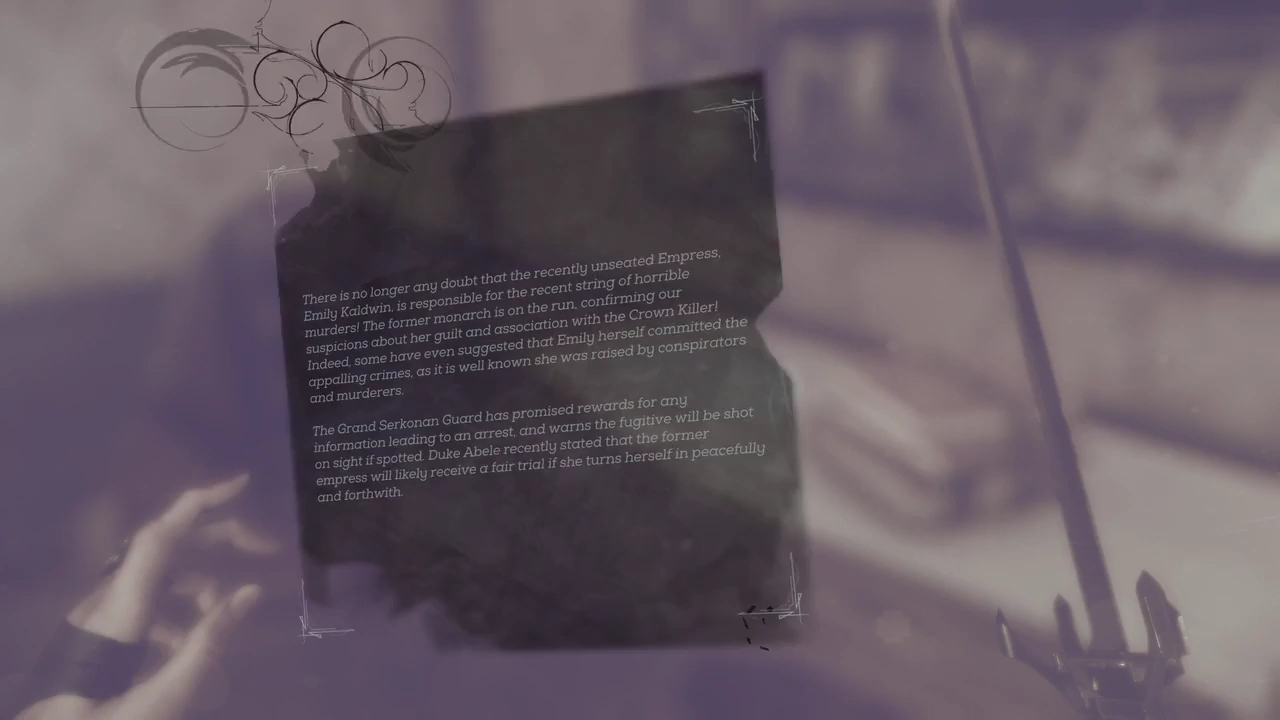 There is no longer any doubt that the recently unseated Empress,
Emily Kaldwin, is responsible for the recent string of horrible
murders! The former monarch is on the run, confirming our
suspicions about her guilt and association with the Crown Killer!
Indeed, some have even suggested that Emily herself committed the
appalling crimes, as it is well known she was raised by conspirators
and murderers.
The Grand Serkonan Guard has promised rewards for any
information leading to an arrest, and warns the fugitive will be shot
on sight if spotted. Duke Abele recently stated that the former
empress will likely receive a fair trial if she turns herself in peacefully
and forthwith.